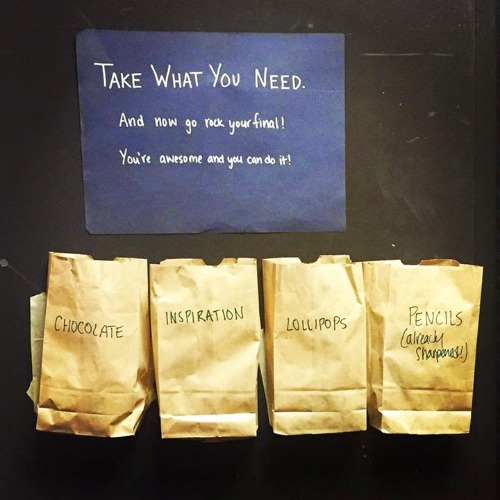 TAKE WHAT YOU NEED.
And now go rock your final!
You're awesome and you can do it!
CHOCOLATE
INSPIRATION
LOLLIPOPS
PENCILS
(already
sharpened!)